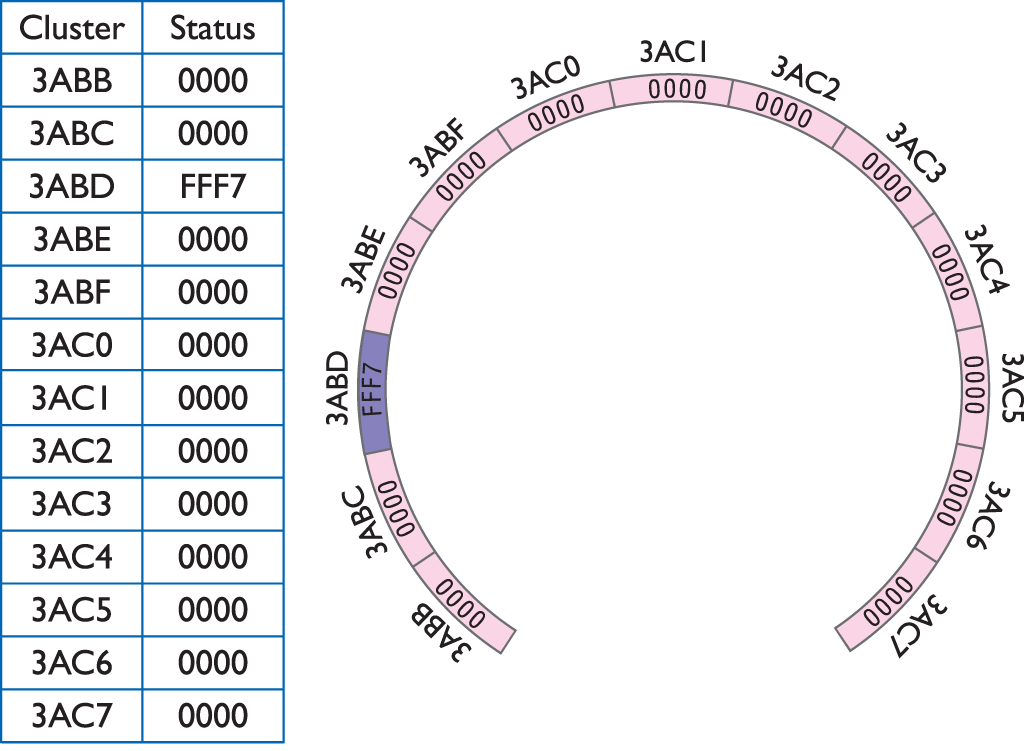 Cluster Status
3ABB 0000
3ABC 0000
3ABD FFF7
3ABE 0000
3ABF 0000
3AC0 0000
3AC1 0000
3AC2 0000
3AC3 0000
3AC4 0000
3AC5 0000
3AC6 0000
3AC7 0000
3ABB 0000
3ABC 0000
3ABD FFF7
3ABE 0000
3ABF 0000
3AC0 0000
3AC1 0000
3AC2 0000
3AC3 0000
3AC4 0000
3AC5 0000
3AC6 0000
3AC7 0000